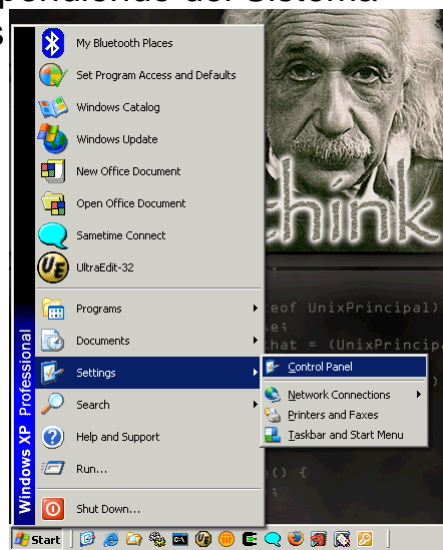 My Bluetooth Places
Set Program Access and Defaults
Windows Catalog
Windows Update
New Office Document
Open Office Document
Sametime Connect
UltraEdit-32
Programs
Documents
Settings
Search
Help and Support
Run...
Shut Down...
Windows XP Professional
Control Panel
Network Connections
Printers and Faxes
Taskbar and Start Menu
think
eof UnixPrincipal)
hat = (UnixPrincipa
Start